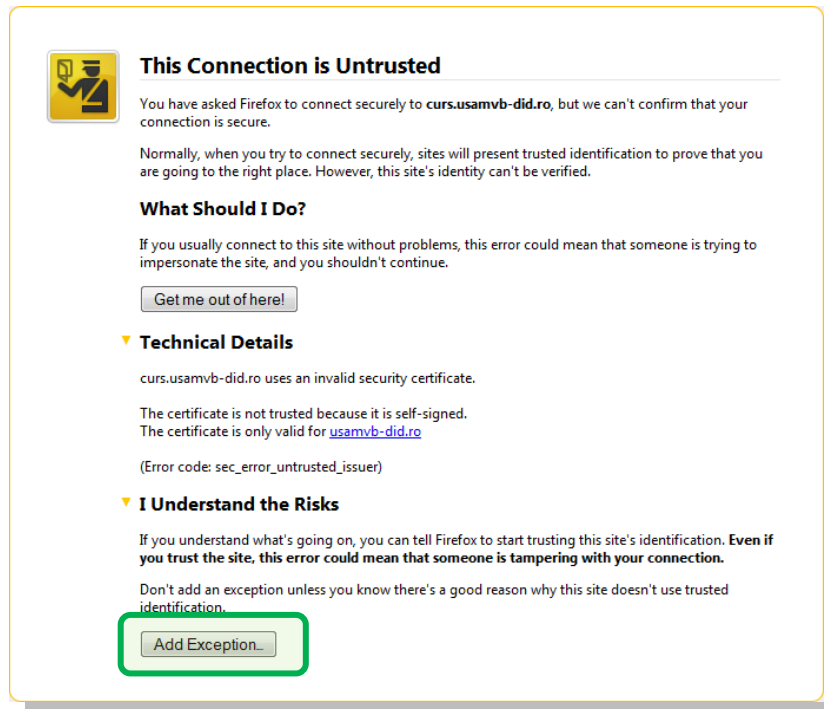 This Connection is Untrusted
You have asked Firefox to connect securely to curs.usamvb-did.ro, but we can't confirm that your
connection is secure.
Normally, when you try to connect securely, sites will present trusted identification to prove that you
are going to the right place. However, this site's identity can't be verified.
What Should I Do?
If you usually connect to this site without problems, this error could mean that someone is trying to
impersonate the site, and you shouldn't continue.
Get me out of here!
Technical Details
curs.usamvb-did.ro uses an invalid security certificate.
The certificate is not trusted because it is self-signed.
The certificate is only valid for usamvb-did.ro
(Error code: sec_error_untrusted_issuer)
I Understand the Risks
If you understand what's going on, you can tell Firefox to start trusting this site's identification. Even if
you trust the site, this error could mean that someone is tampering with your connection.
Don't add an exception unless you know there's a good reason why this site doesn't use trusted
identification.
Add Exception...